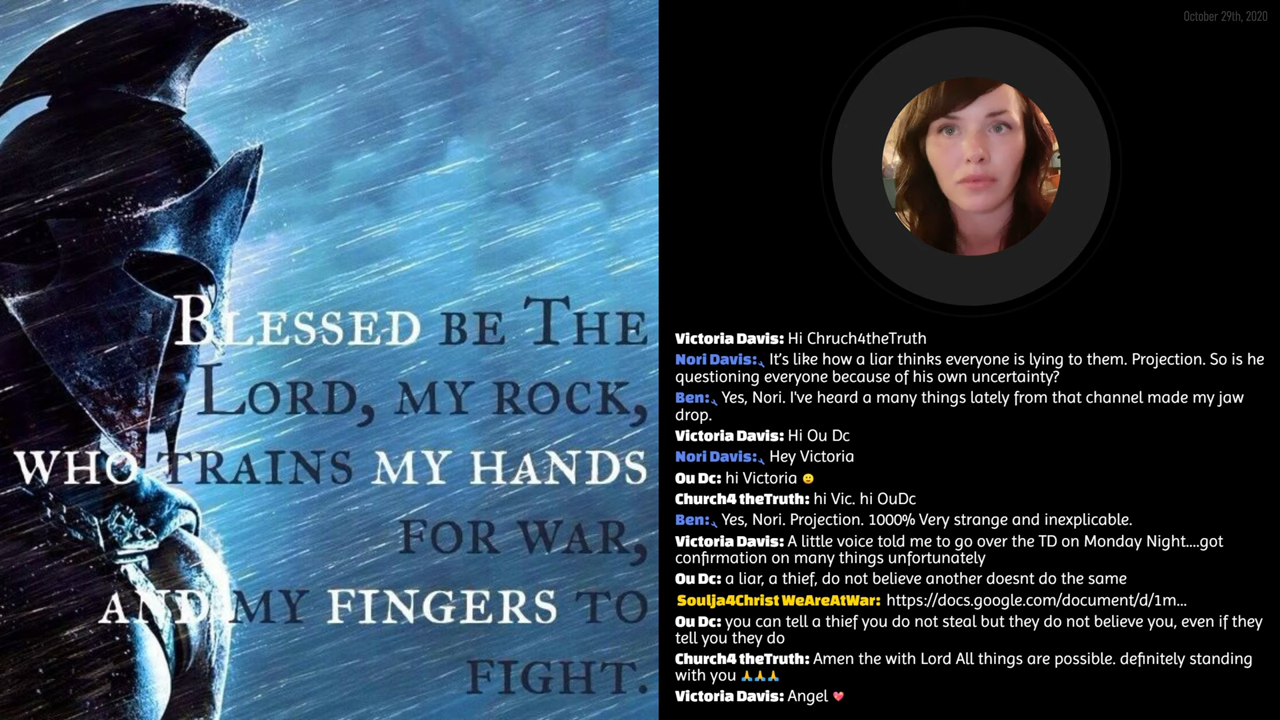 October 29th, 2020
BLESSED BE THE
LORD, MY ROCK,
WHO TRAINS MY HANDS
FOR WAR,
AND MY FINGERS TO
FIGHT.
Victoria Davis: Hi Chruch4theTruth
Nori Davis: It's like how a liar thinks everyone is lying to them. Projection. So is he
questioning everyone because of his own uncertainty?
Ben: Yes, Nori. I've heard a many things lately from that channel made my jaw
drop.
Victoria Davis: Hi Ou Dc
Nori Davis: Hey Victoria
Ou Dc: hi Victoria 🙂
Church4 theTruth: hi Vic. hi OuDc
Ben: Yes, Nori. Projection. 1000% Very strange and inexplicable.
Victoria Davis: A little voice told me to go over the TD on Monday Night....got
confirmation on many things unfortunately
Ou Dc: a liar, a thief, do not believe another doesnt do the same
Soulja4Christ WeAreAtWar: https://docs.google.com/document/d/1m...
Ou Dc: you can tell a thief you do not steal but they do not believe you, even if they
tell you they do
Church4 theTruth: Amen the with Lord All things are possible. definitely standing
with you 🙏🙏🙏
Victoria Davis: Angel 💗